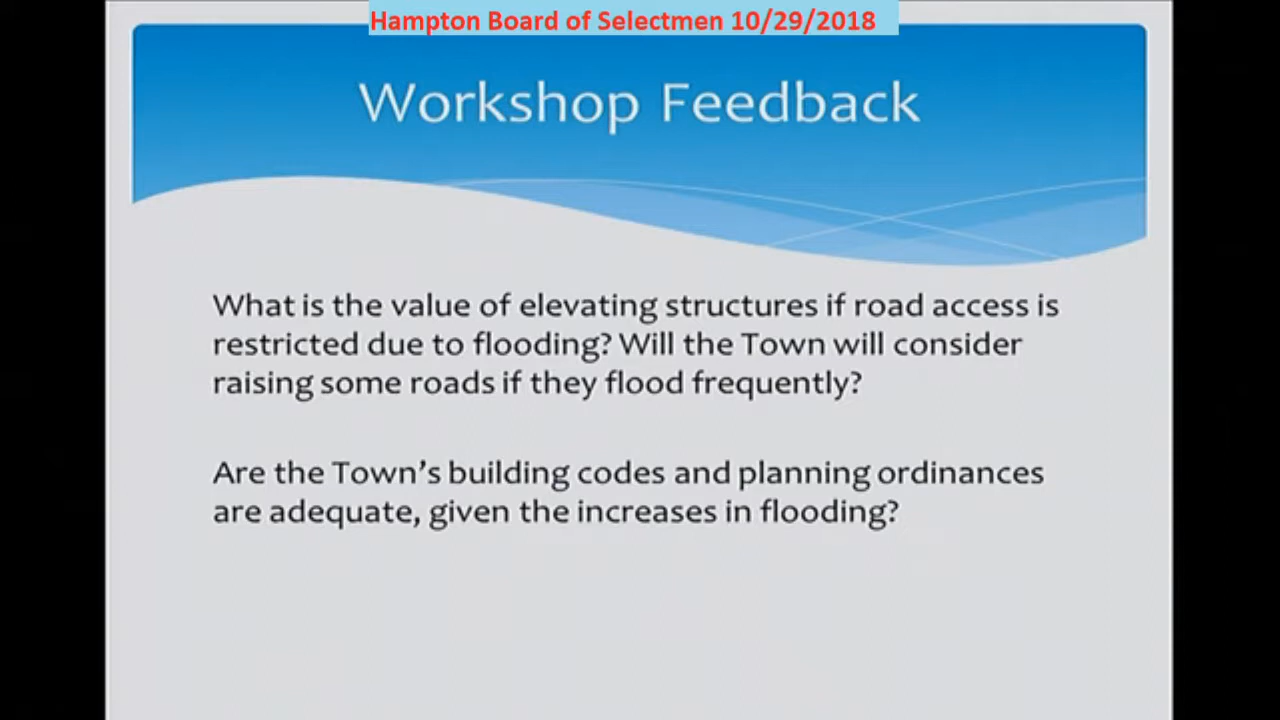 Hampton Board of Selectmen 10/29/2018
Workshop Feedback
What is the value of elevating structures if road access is
restricted due to flooding? Will the Town will consider
raising some roads if they flood frequently?
Are the Town's building codes and planning ordinances
are adequate, given the increases in flooding?